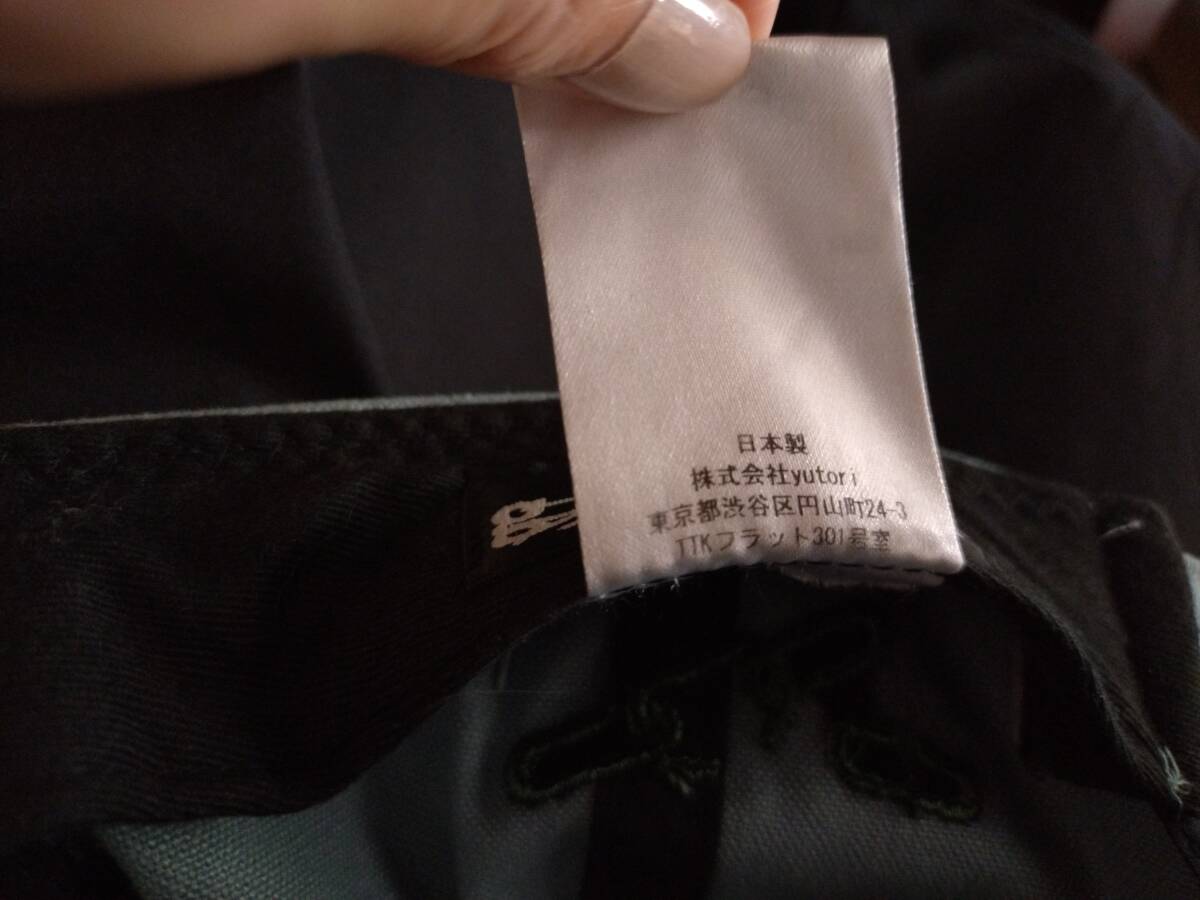 日本製
株式会社yutori
東京都渋谷区円山町24-3
TTKフラット301号室